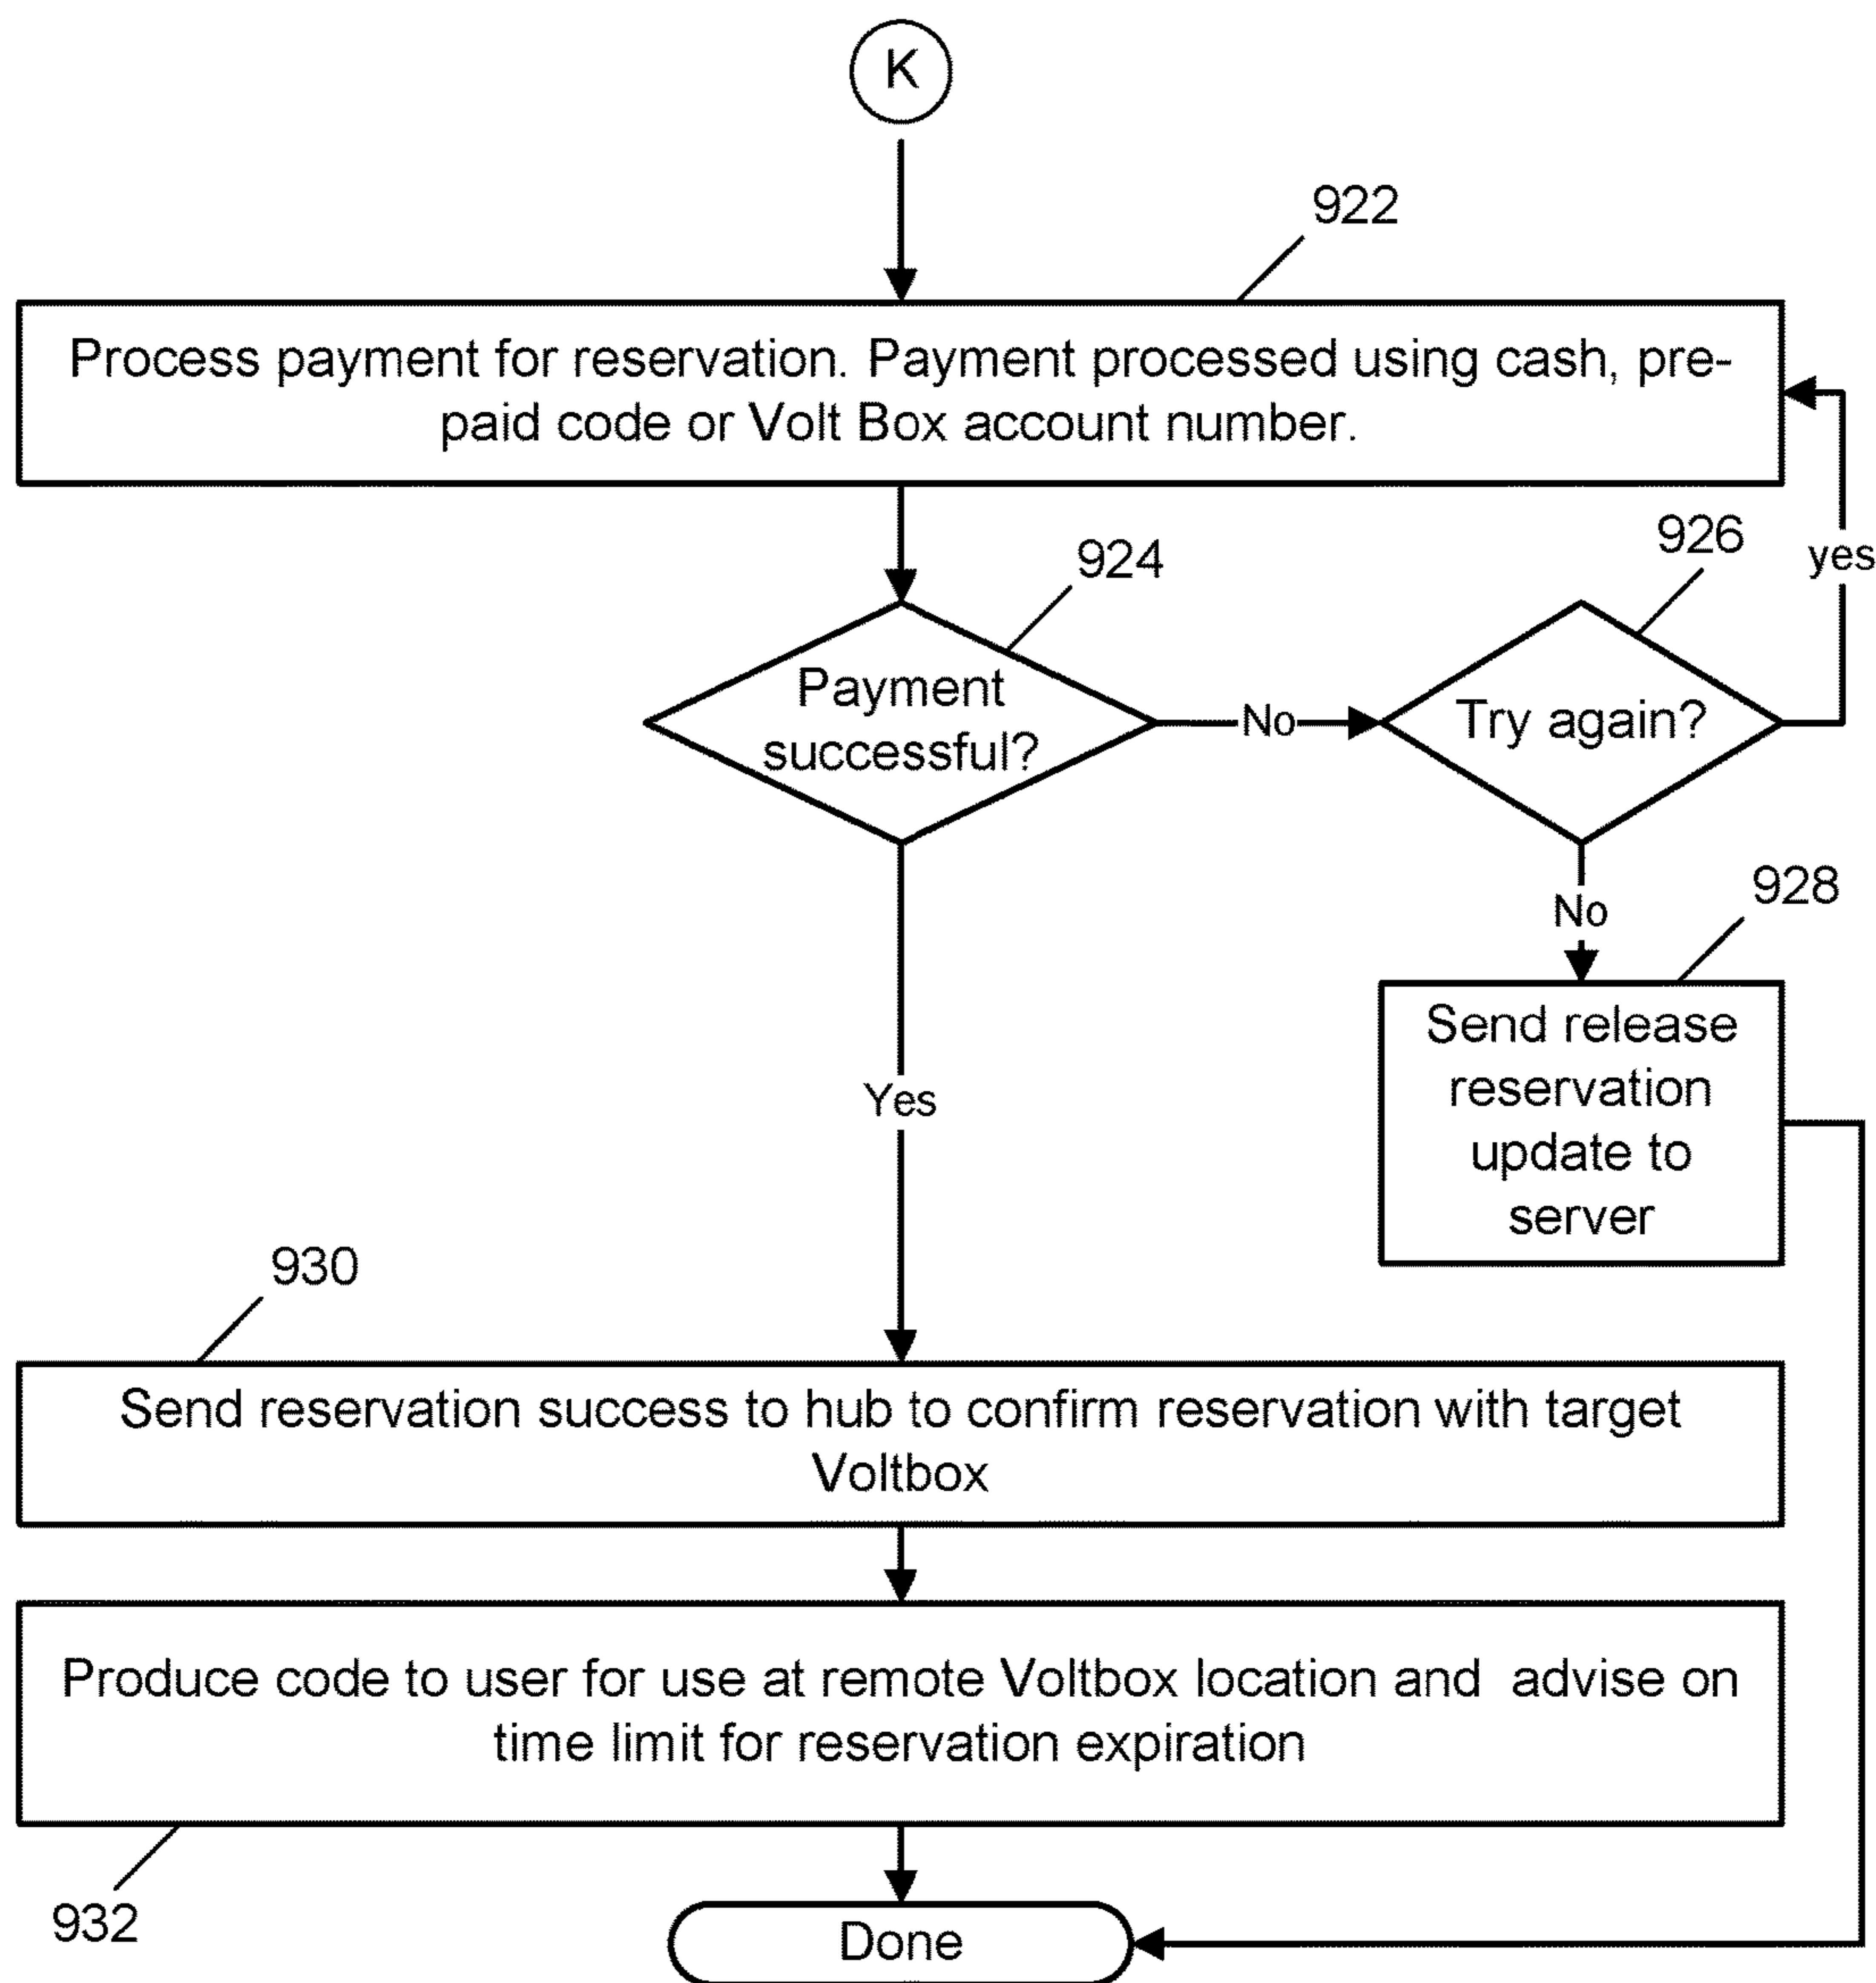 K
922
Process payment for reservation. Payment processed using cash, pre-
paid code or Volt Box account number.
924
926
yes
Payment
successful?
No
Try again?
No
928
Send release
reservation
update to
server
Yes
930
Send reservation success to hub to confirm reservation with target
Voltbox
Produce code to user for use at remote Voltbox location and  advise on
time limit for reservation expiration
932
Done